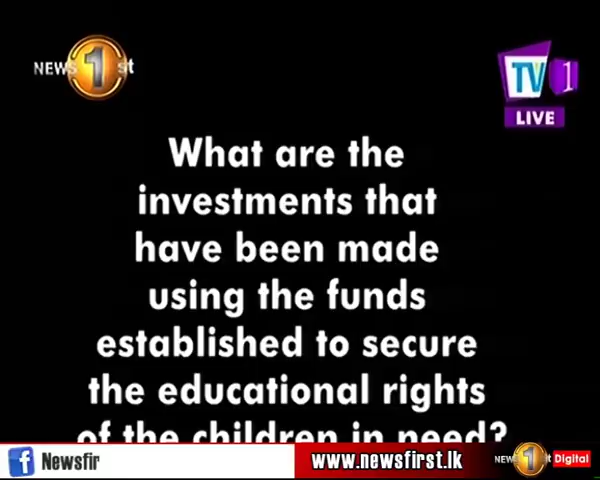 NEWS 1st
TV 1
LIVE
What are the
investments that
have been made
using the funds
established to secure
the educational rights
of the children in need?
f Newsfir
www.newsfirst.lk
NEWS 1st Digital